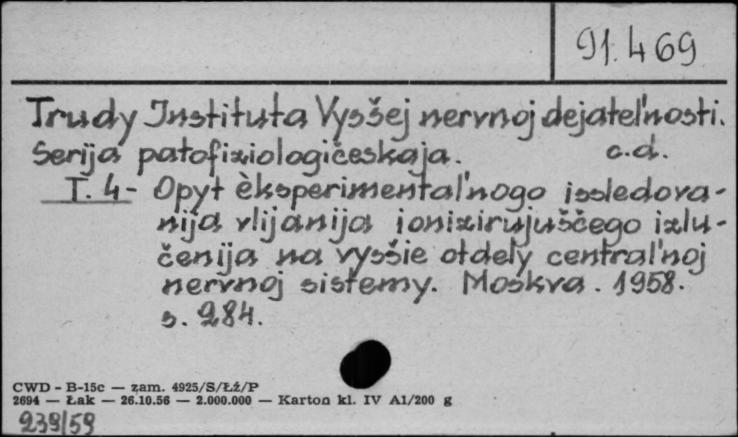 91.469
Trudy Instituta Vysšej nervnoj dejatel'nosti.
Serija patofiziologičeskaja. c.d.
T. 4 - Opyt èksperimental'nogo issledova-
nija vlijanija ionizirujuščego izlu-
čenija na vysšie otdely central'noj
nervnoj sistemy. Moskva. 1958.
s. 284.
CWD - B-15c — zam. 4925/S/Łź/P
2694 — Łak — 26.10.56 — 2.000.000 — Karton kl. IV A1/200 g
239/59